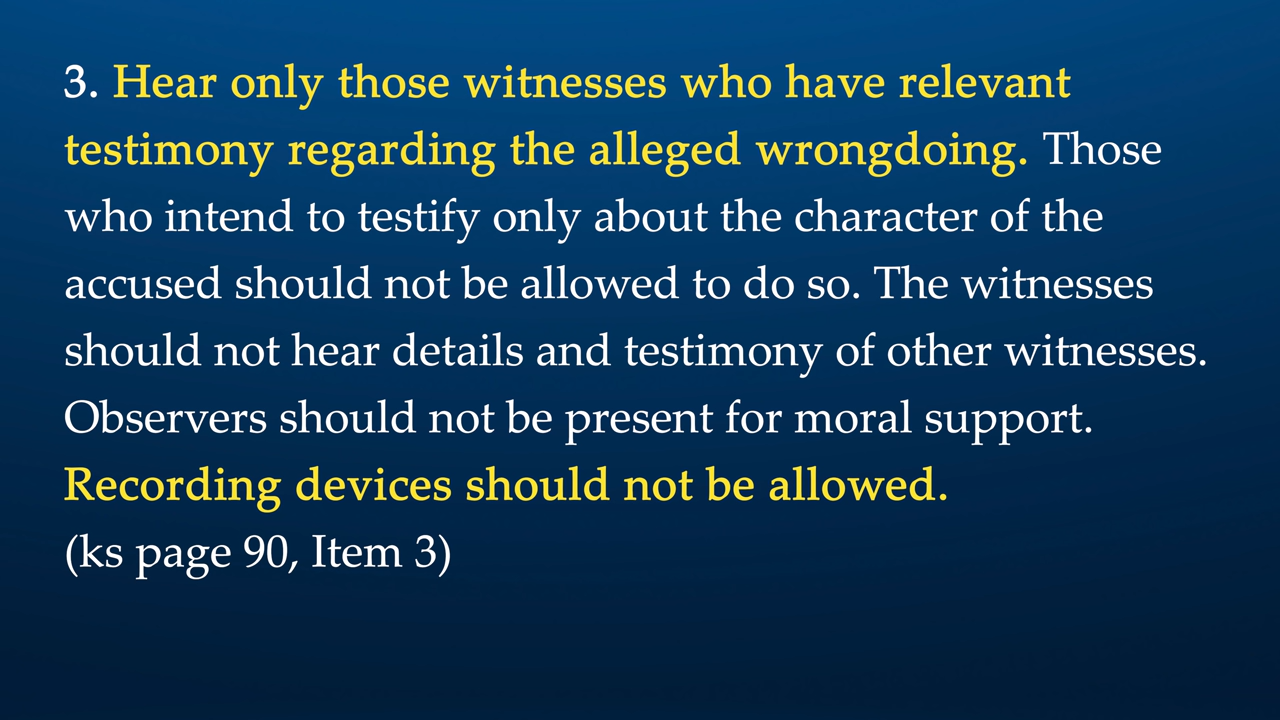 3. Hear only those witnesses who have relevant
testimony regarding the alleged wrongdoing. Those
who intend to testify only about the character of the
accused should not be allowed to do so. The witnesses
should not hear details and testimony of other witnesses.
Observers should not be present for moral support.
Recording devices should not be allowed.
(ks page 90, Item 3)